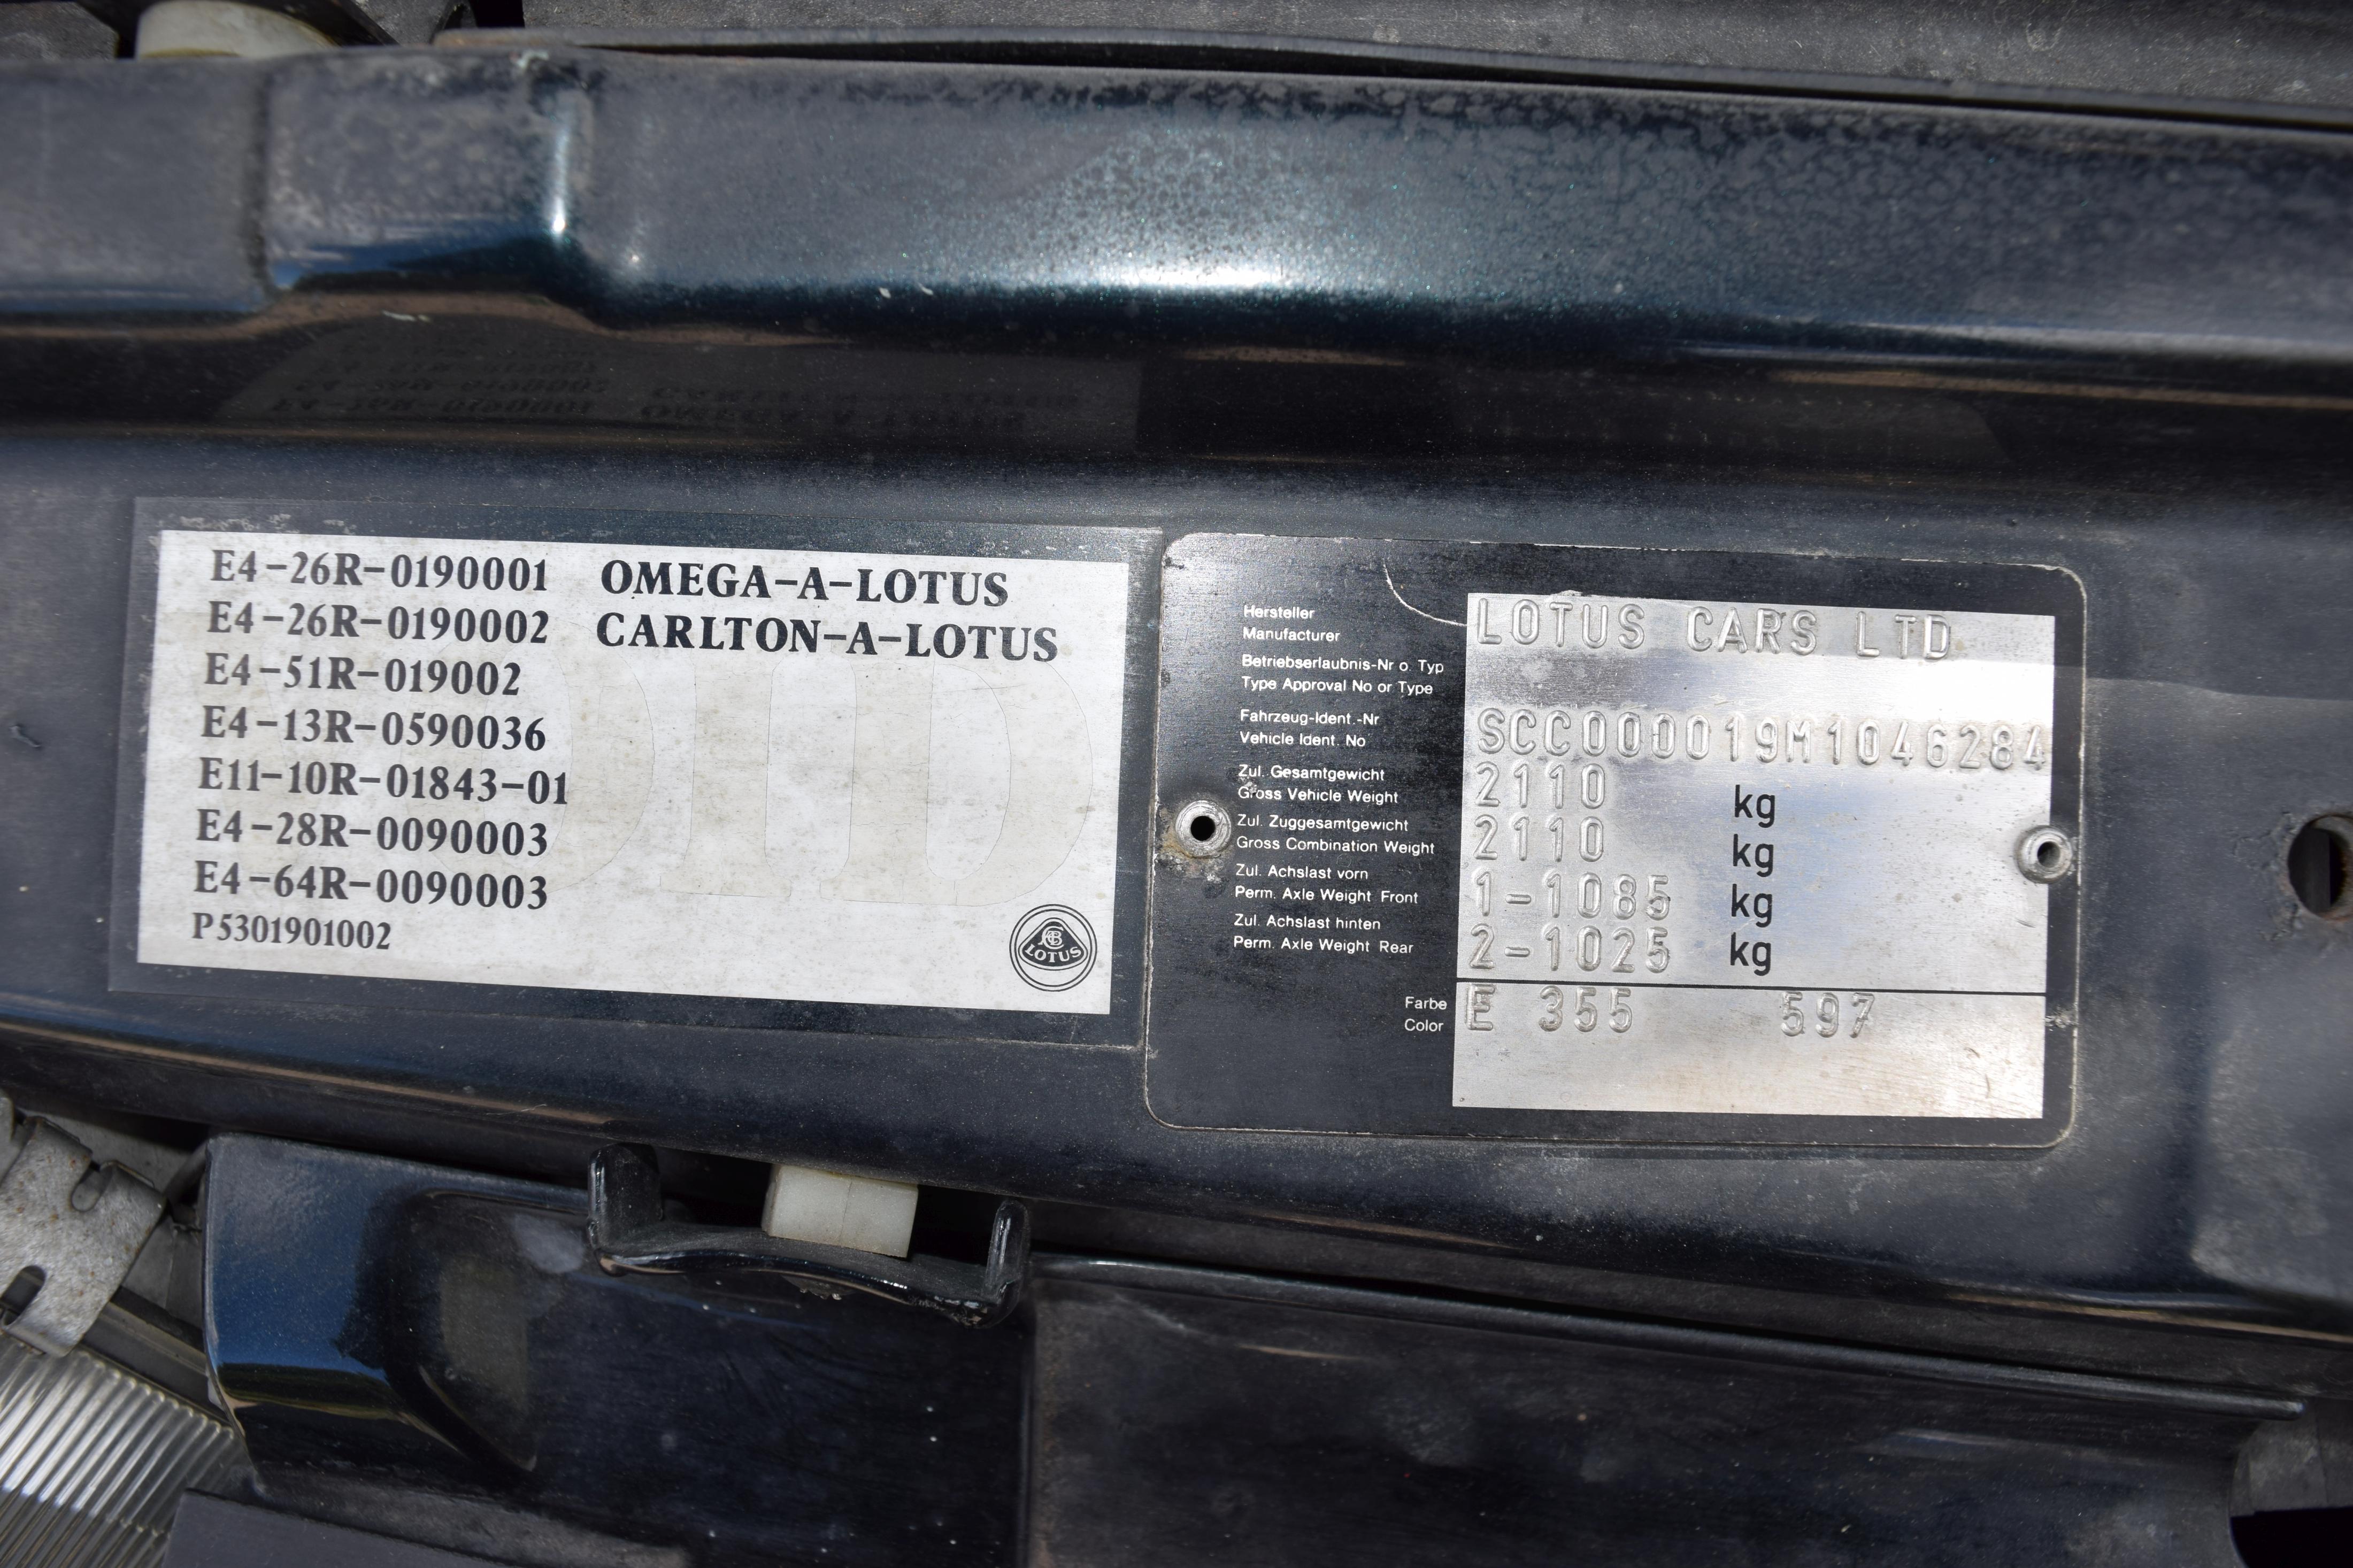 E4-26R-0190001 OMEGA-A-LOTUS
E4-26R-0190002 CARLTON-A-LOTUS
E4-51R-019002
E4-13R-0590036
E11-10R-01843-01
E4-28R-0090003
E4-64R-0090003
P5301901002
LOTUS
Hersteller
Manufacturer
LOTUS CARS LTD
Betriebserlaubnis-Nr o. Typ
Type Approval No or Type
Fahrzeug-Ident.-Nr
Vehicle Ident. No
SCC000019M1046284
Zul. Gesamtgewicht
Gross Vehicle Weight
2110 kg
Zul. Zuggesamtgewicht
Gross Combination Weight
2110 kg
Zul. Achslast vorn
Perm. Axle Weight Front
1-1085 kg
Zul. Achslast hinten
Perm. Axle Weight Rear
2-1025 kg
Farbe
Color
E 355 597